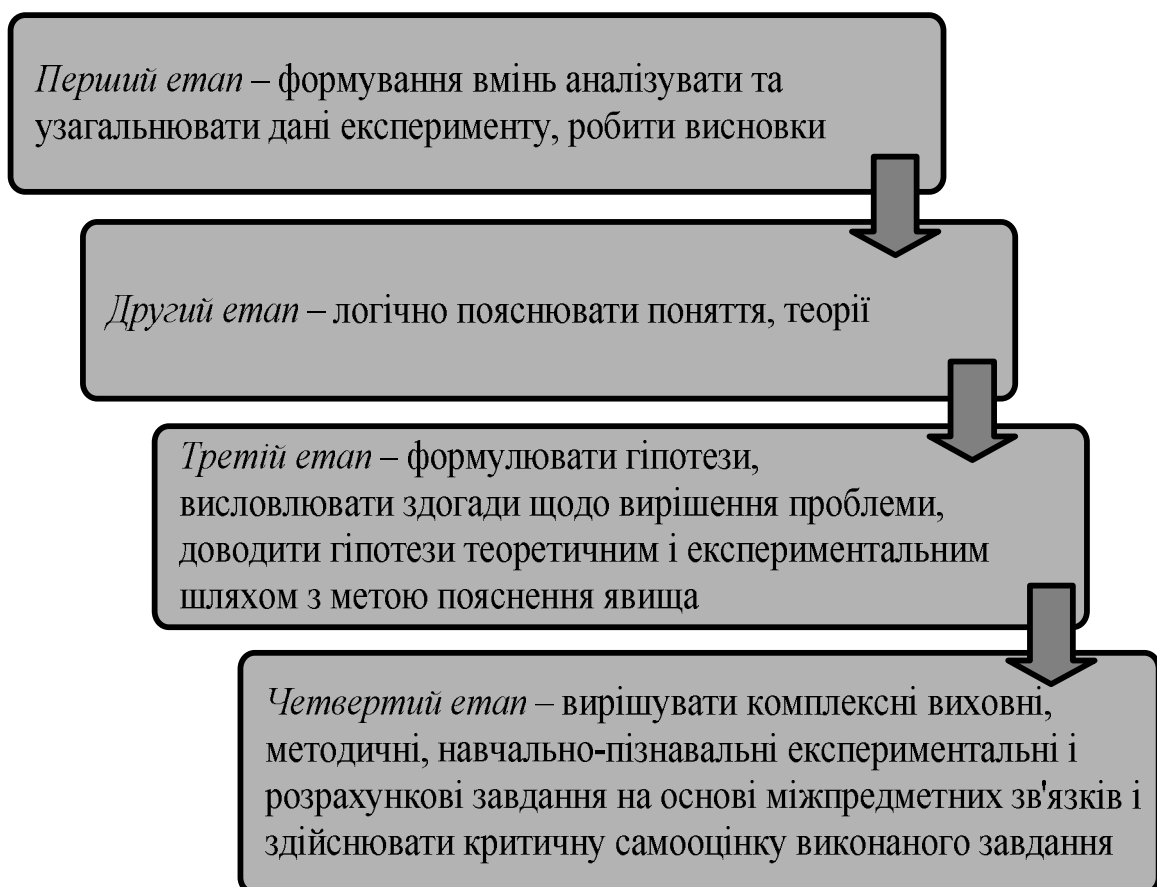 Перший етап – формування вмінь аналізувати та
узагальнювати дані експерименту, робити висновки
Другий етап – логічно пояснювати поняття, теорії
Третій етап – формулювати гіпотези,
висловлювати здогади щодо вирішення проблеми,
доводити гіпотези теоретичним і експериментальним
шляхом з метою пояснення явища
Четвертий етап – вирішувати комплексні виховні,
методичні, навчально-пізнавальні експериментальні і
розрахункові завдання на основі міжпредметних зв'язків і
здійснювати критичну самооцінку виконаного завдання